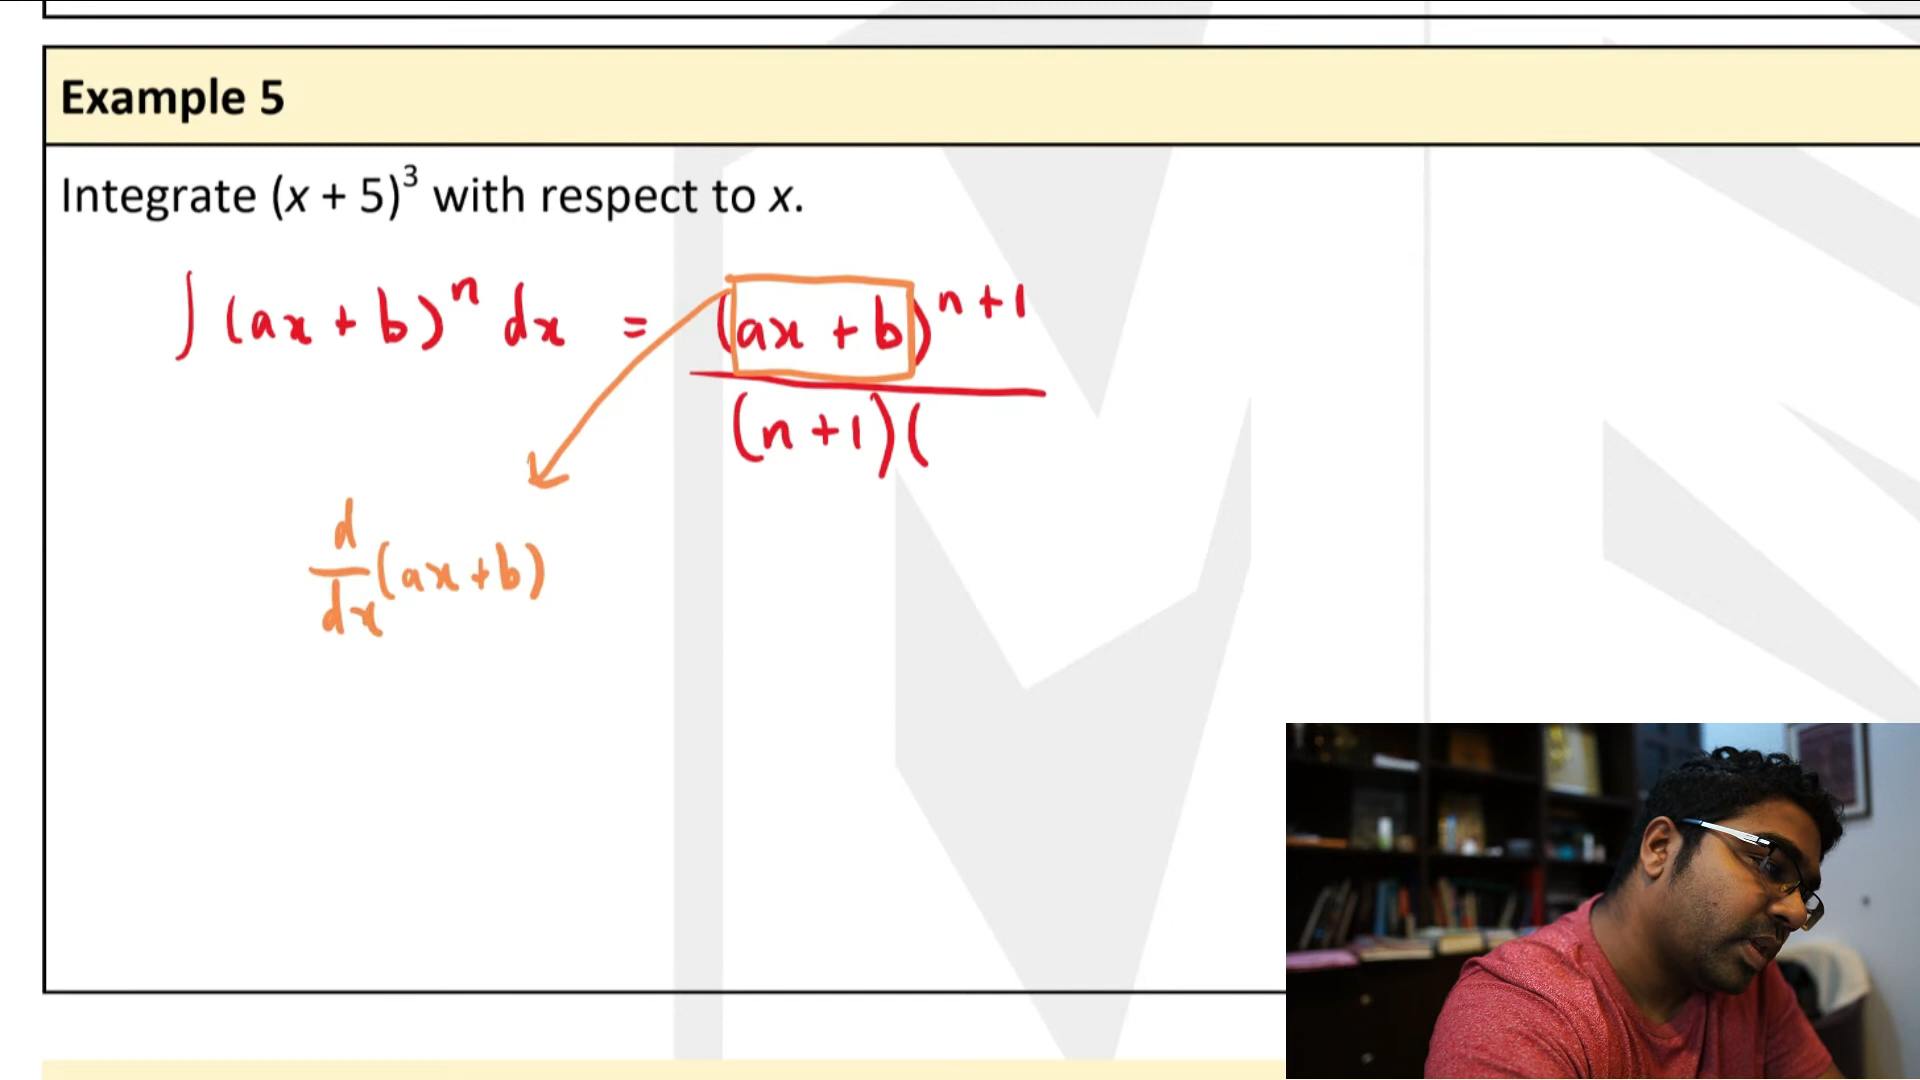 Example 5
Integrate (x + 5)³ with respect to x.
∫ (ax + b)ⁿ dx = (ax + b)ⁿ⁺¹
(n + 1)(
d
dx (ax + b)